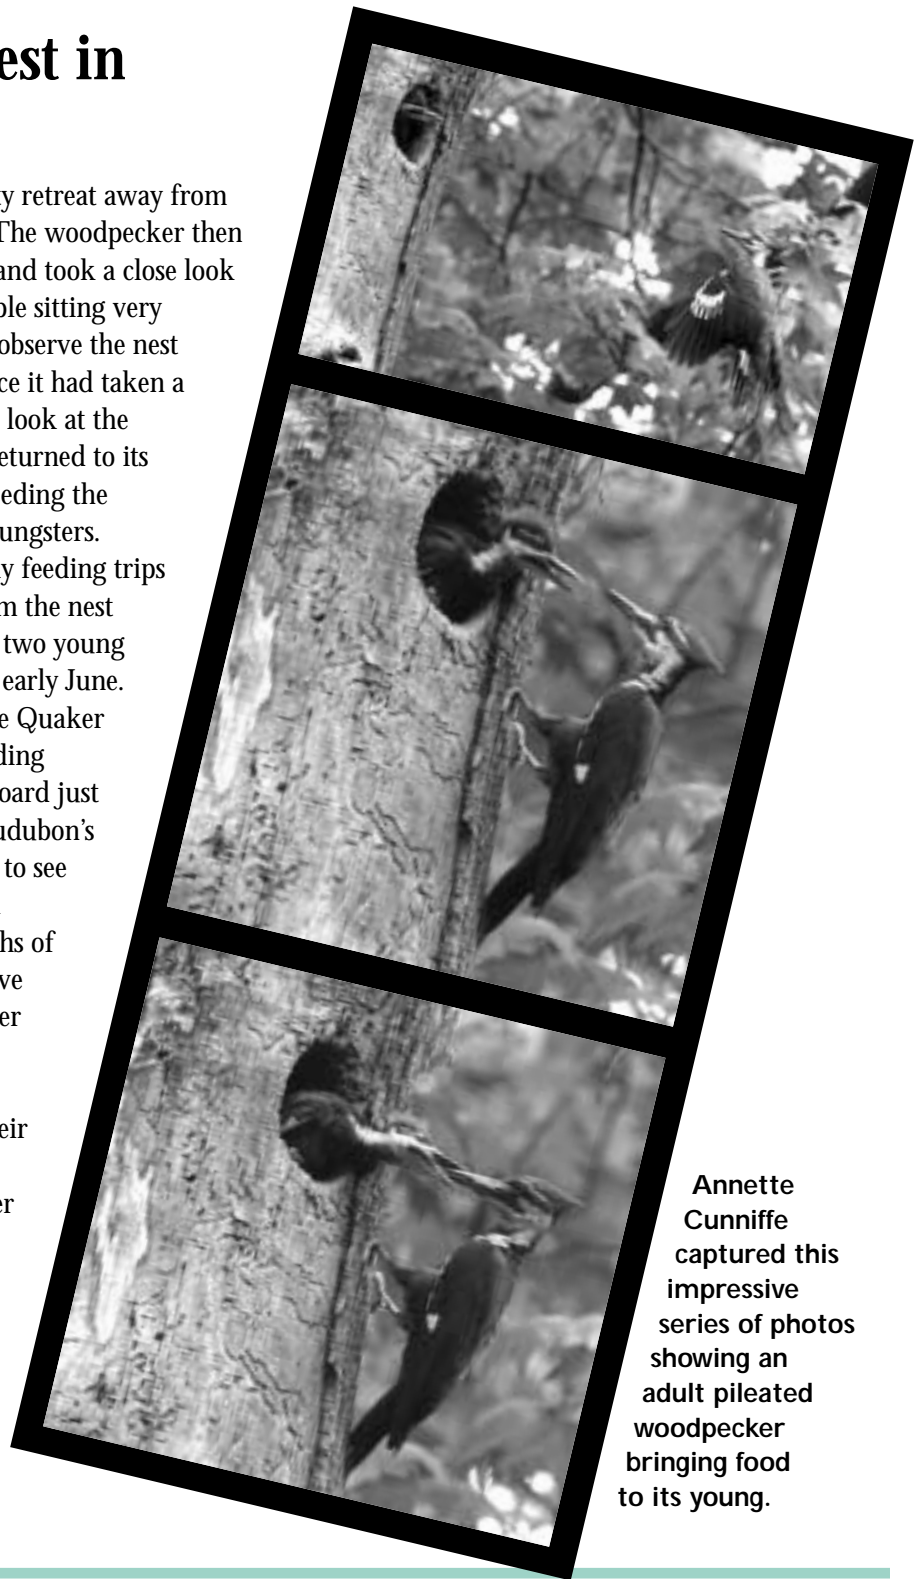 est in
y retreat away from
The woodpecker then
and took a close look
ple sitting very
observe the nest
ce it had taken a
look at the
eturned to its
eding the
ungsters.
y feeding trips
m the nest
two young
early June.
e Quaker
ding
oard just
udubon's
to see
hs of
ve
er
eir
er
Annette
Cunniffe
captured this
impressive
series of photos
showing an
adult pileated
woodpecker
bringing food
to its young.